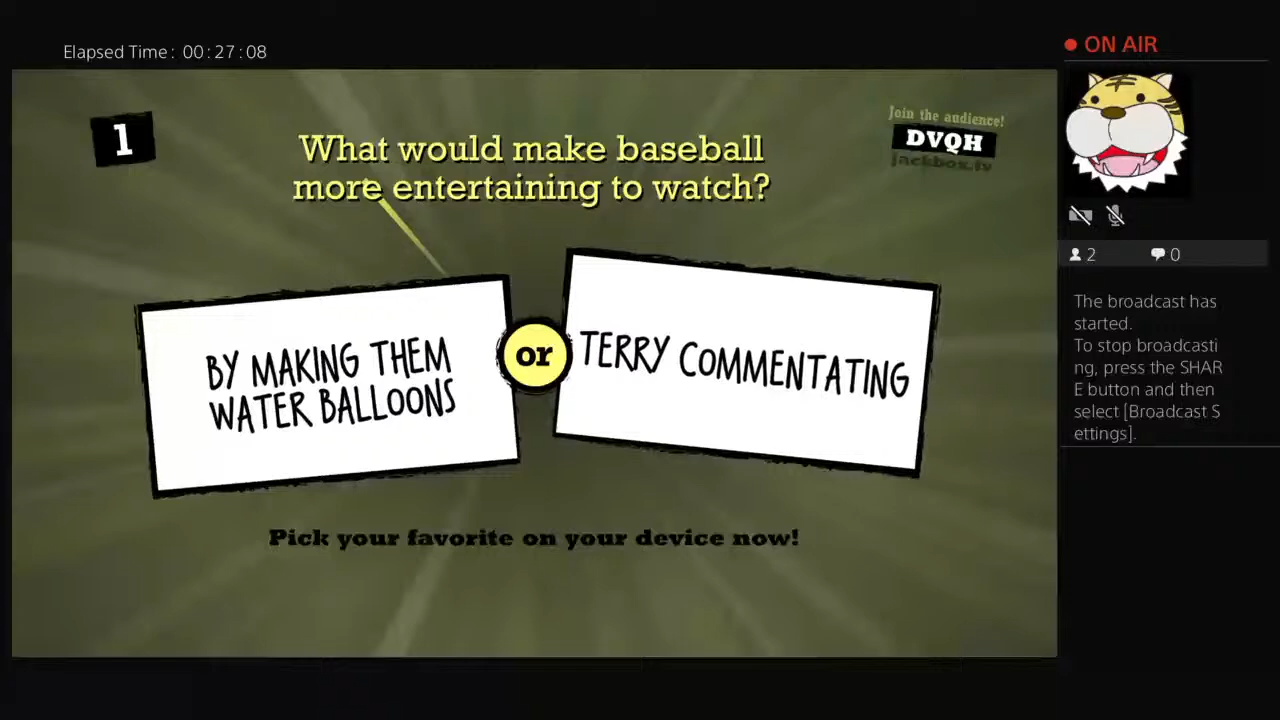 Elapsed Time: 00:27:08
ON AIR
1
What would make baseball
more entertaining to watch?
Join the audience!
DVQH
jackbox.tv
BY MAKING THEM
WATER BALLOONS
or
TERRY COMMENTATING
Pick your favorite on your device now!
2
0
The broadcast has
started.
To stop broadcasti
ng, press the SHAR
E button and then
select [Broadcast S
ettings].